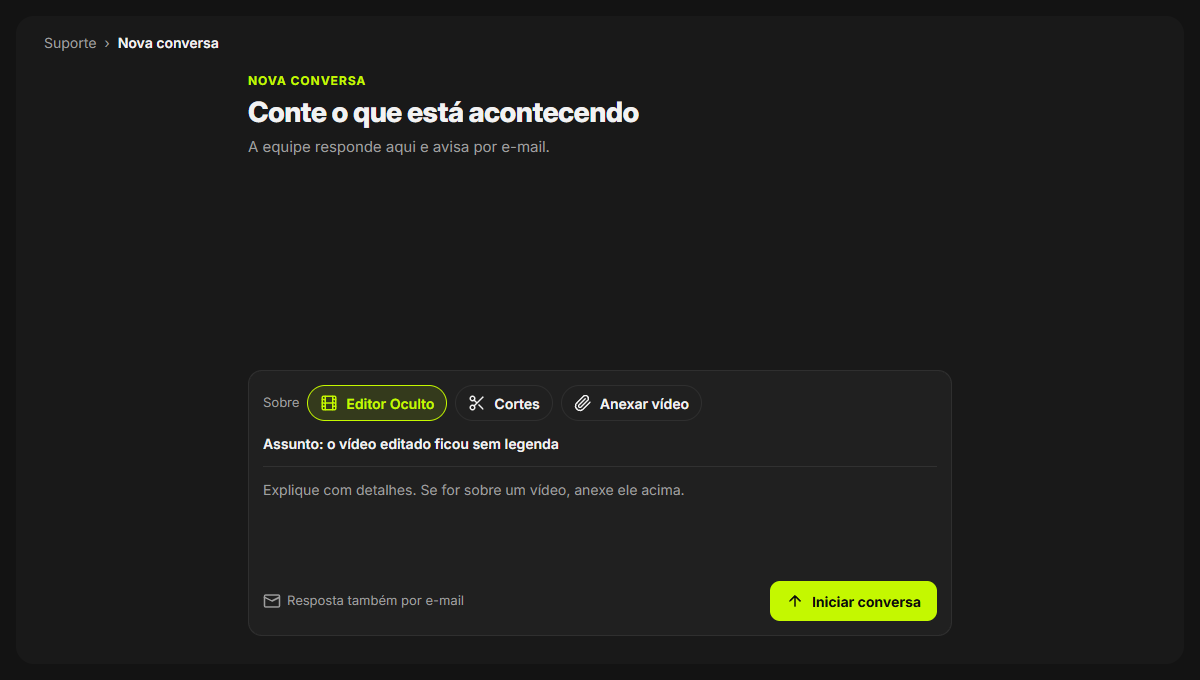 Suporte › Nova conversa
NOVA CONVERSA
Conte o que está acontecendo
A equipe responde aqui e avisa por e-mail.
Sobre Editor Oculto Cortes Anexar vídeo
Assunto: o vídeo editado ficou sem legenda
Explique com detalhes. Se for sobre um vídeo, anexe ele acima.
Resposta também por e-mail Iniciar conversa